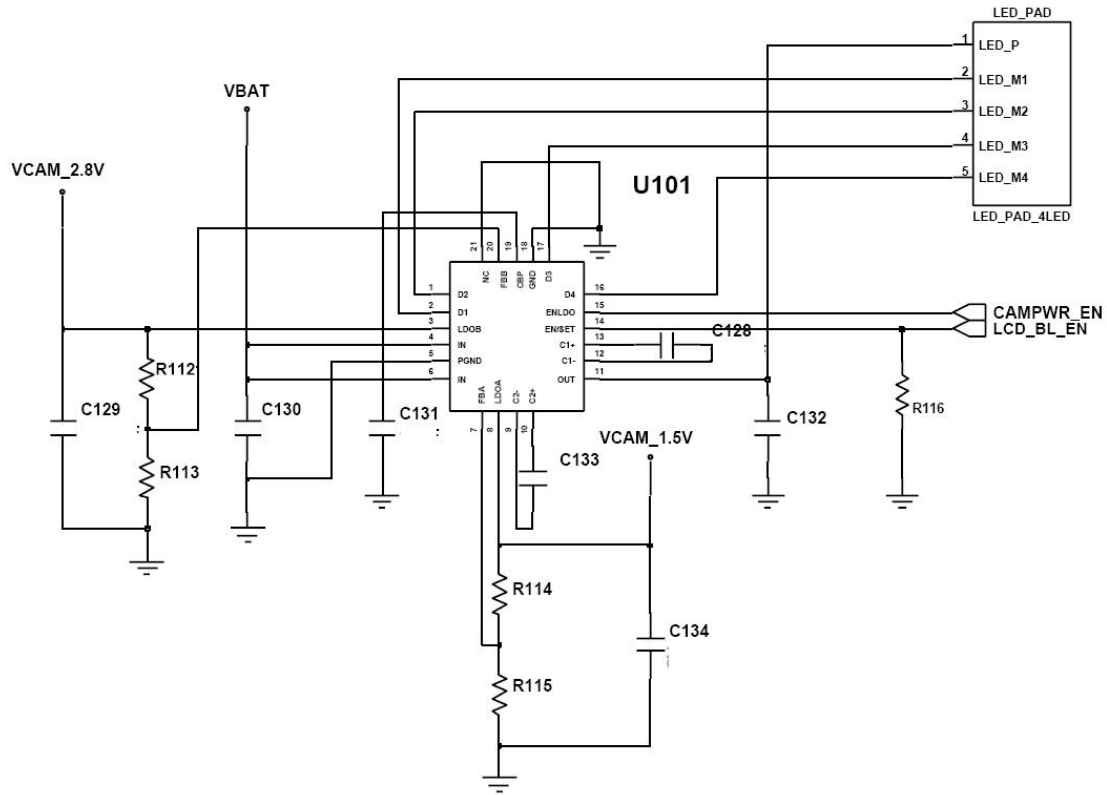 LED_PAD
1 LED_P
2 LED_M1
3 LED_M2
4 LED_M3
5 LED_M4
LED_PAD_4LED
VBAT
VCAM_2.8V
U101
21 20 19 18 17
NC FBB CBP GND D3
1 D2
2 D1
3 LDOB
4 IN
5 PGND
6 IN
D4 16
ENLDO 15
EN/SET 14
C1+ 13
C1- 12
OUT 11
FBA LDOA C2- C2+
7 8 9 10
CAMPWR_EN
LCD_BL_EN
C128
R112
C129
R113
C130
C131
C132
R116
VCAM_1.5V
C133
R114
C134
R115